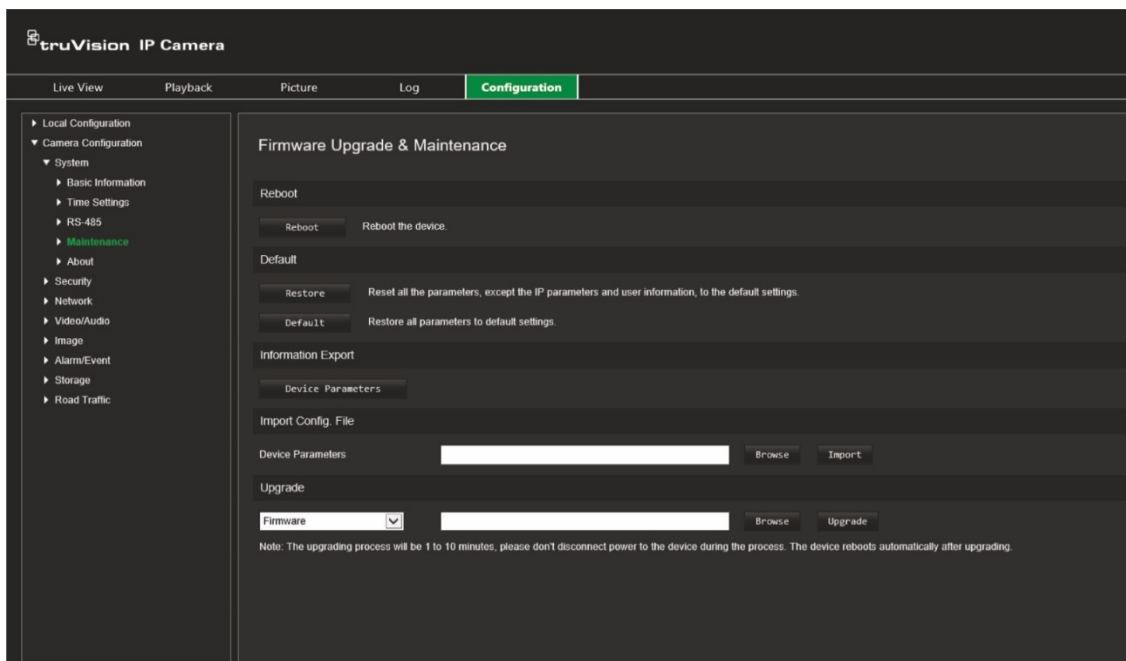 truVision IP Camera
Live View Playback Picture Log Configuration
Local Configuration
Camera Configuration
System
Basic Information
Time Settings
RS-485
Maintenance
About
Security
Network
Video/Audio
Image
Alarm/Event
Storage
Road Traffic
Firmware Upgrade & Maintenance
Reboot
Reboot Reboot the device.
Default
Restore Reset all the parameters, except the IP parameters and user information, to the default settings.
Default Restore all parameters to default settings.
Information Export
Device Parameters
Import Config. File
Device Parameters Browse Import
Upgrade
Firmware Browse Upgrade
Note: The upgrading process will be 1 to 10 minutes, please don't disconnect power to the device during the process. The device reboots automatically after upgrading.